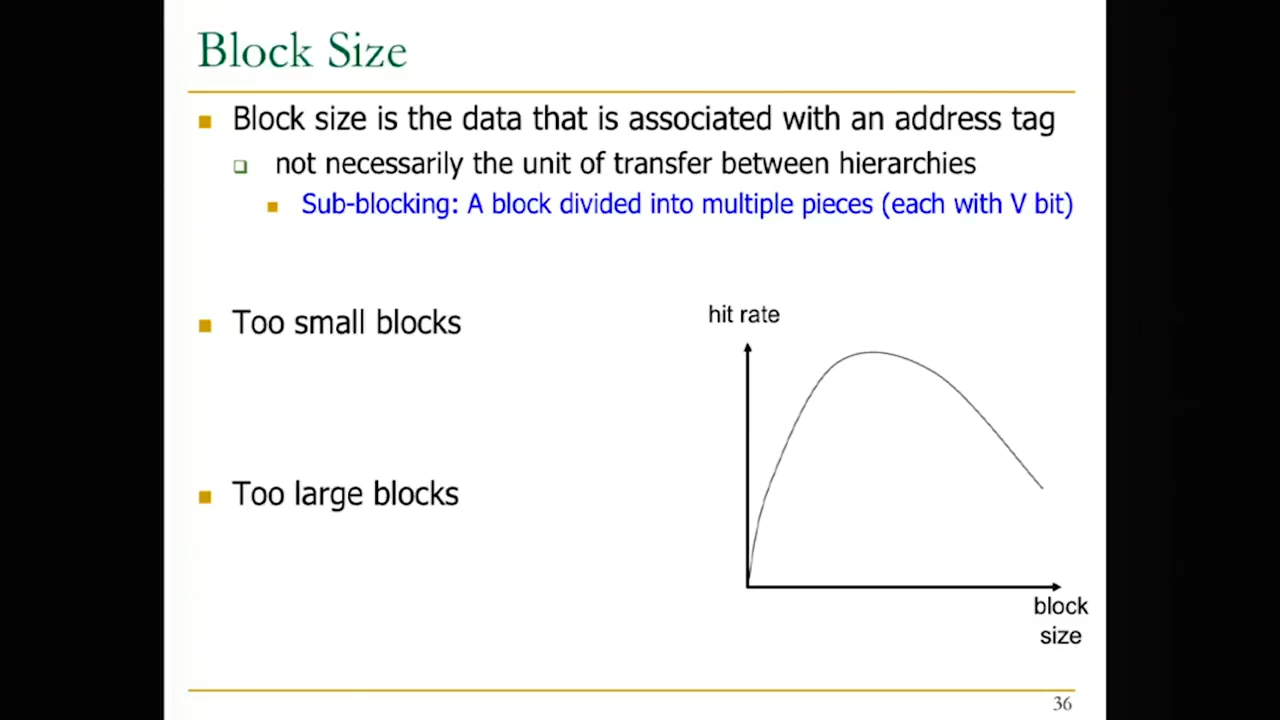 Block Size
Block size is the data that is associated with an address tag
not necessarily the unit of transfer between hierarchies
Sub-blocking: A block divided into multiple pieces (each with V bit)
Too small blocks
Too large blocks
hit rate
block
size
36